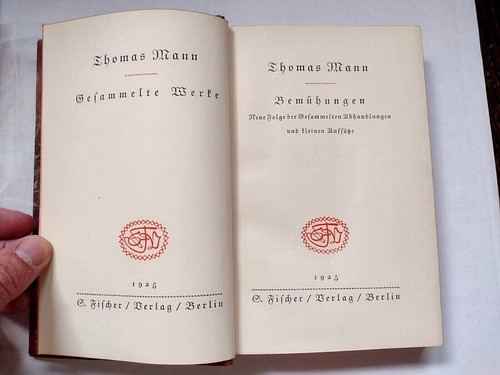 Thomas Mann
Gesammelte Werke
1925
S. Fischer / Verlag / Berlin
Thomas Mann
Bemühungen
Neue Folge der Gesammelten Abhandlungen
und kleinen Aufsätze
1925
S. Fischer / Verlag / Berlin